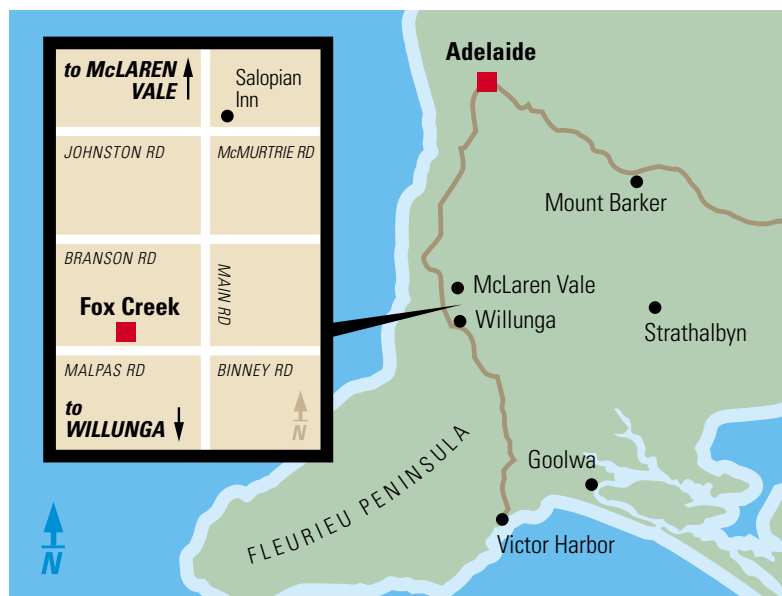 to McLAREN
VALE
Salopian
Inn
JOHNSTON RD
McMURTRIE RD
BRANSON RD
MAIN RD
Fox Creek
MALPAS RD
BINNEY RD
to
WILLUNGA
N
Adelaide
Mount Barker
McLaren Vale
Willunga
Strathalbyn
Goolwa
FLEURIEU PENINSULA
Victor Harbor
N